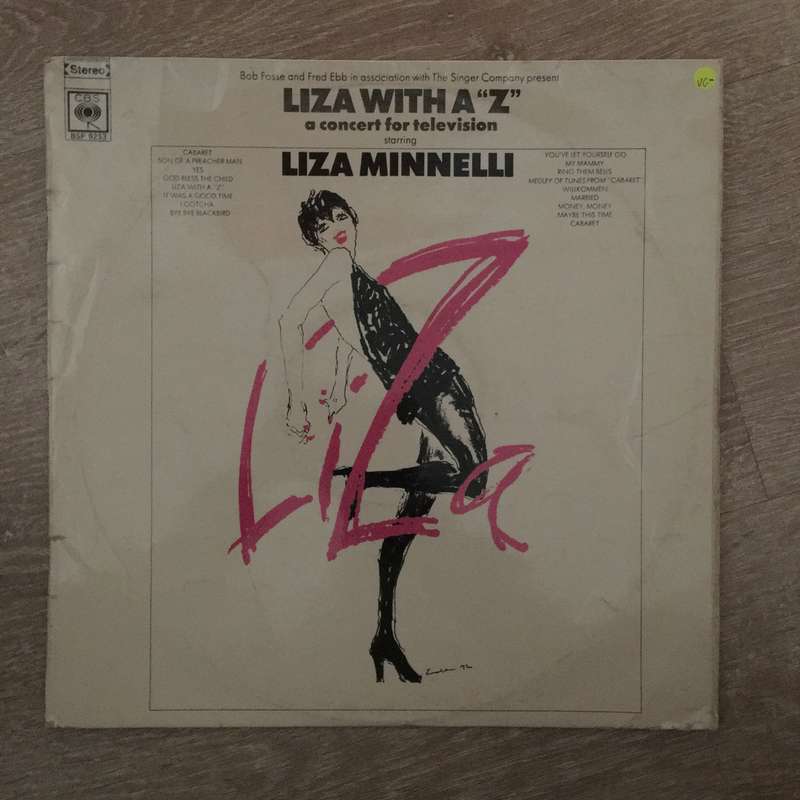 Stereo
CBS
BSP 9253
VG-
Bob Fosse and Fred Ebb in association with The Singer Company present
LIZA WITH A "Z"
a concert for television
starring
LIZA MINNELLI
CABARET
SON OF A PREACHER MAN
YES
GOD BLESS THE CHILD
LIZA WITH A "Z"
IT WAS A GOOD TIME
I GOTCHA
BYE BYE BLACKBIRD
YOU'VE LET YOURSELF GO
MY MAMMY
RING THEM BELLS
MEDLEY OF TUNES FROM "CABARET"
WILLKOMMEN
MARRIED
MONEY, MONEY
MAYBE THIS TIME
CABARET
LiZa